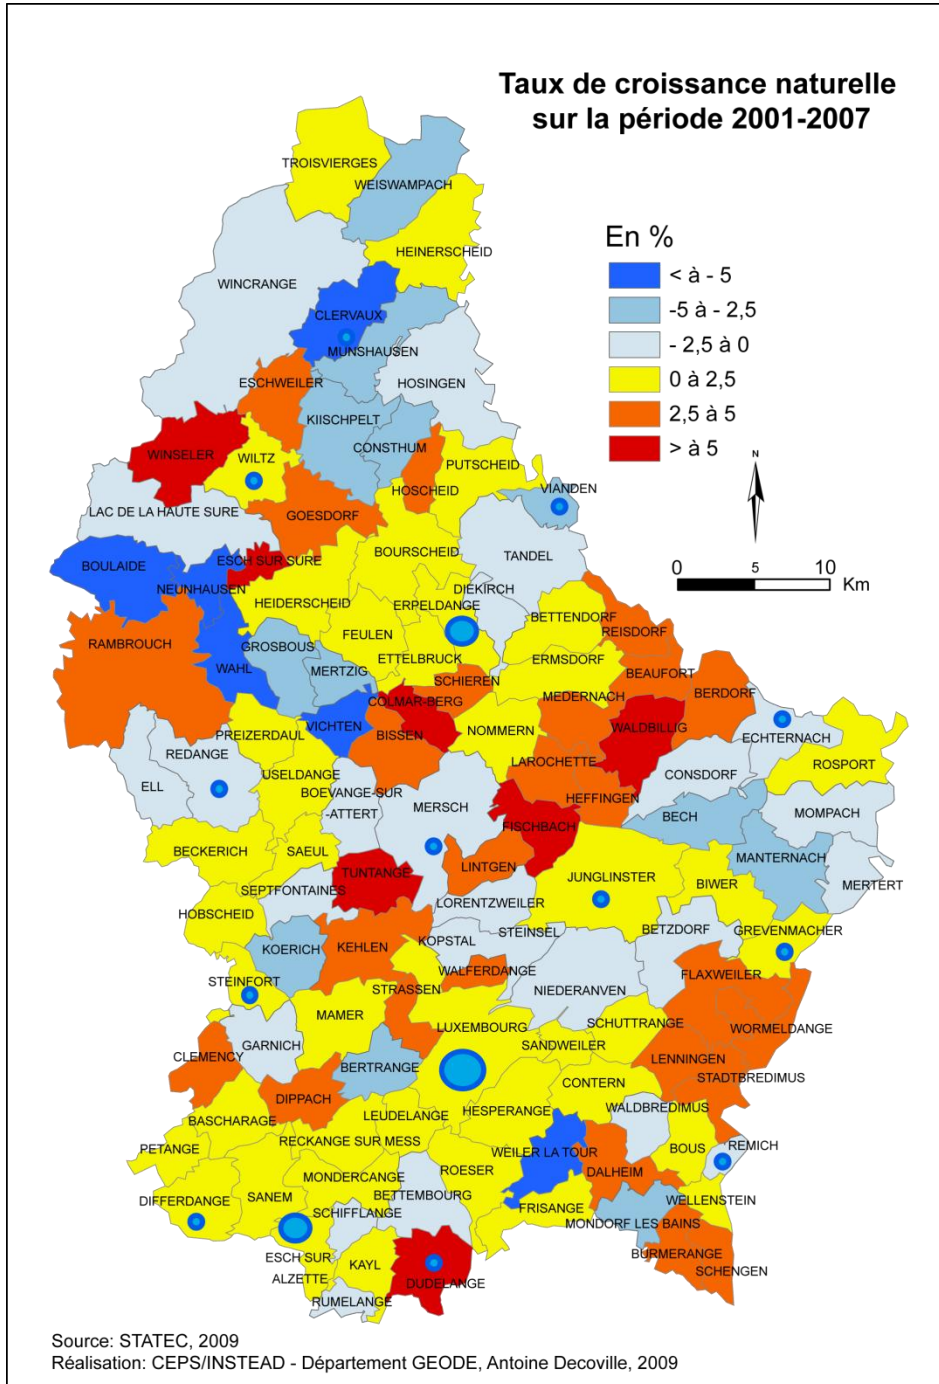 Taux de croissance naturelle
sur la période 2001-2007
TROISVIERGES
WEISWAMPACH
HEINERSCHEID
En %
< à - 5
-5 à - 2,5
- 2,5 à 0
0 à 2,5
2,5 à 5
> à 5
WINCRANGE
CLERVAUX
MUNSHAUSEN
HOSINGEN
ESCHWEILER
KIISCHPELT
CONSTHUM
WINSELER
WILTZ
PUTSCHEID
HOSCHEID
VIANDEN
N
LAC DE LA HAUTE SURE
GOESDORF
BOURSCHEID
TANDEL
ESCH SUR SURE
BOULAIDE
NEUNHAUSEN
0 5 10
Km
HEIDERSCHEID
DIEKIRCH
ERPELDANGE
BETTENDORF
REISDORF
FEULEN
RAMBROUCH
GROSBOUS
ETTELBRUCK
ERMSDORF
WAHL
MERTZIG
SCHIEREN
BEAUFORT
BERDORF
COLMAR-BERG
MEDERNACH
VICHTEN
BISSEN
NOMMERN
WALDBILLIG
PREIZERDAUL
ECHTERNACH
REDANGE
LAROCHETTE
ROSPORT
ELL
USELDANGE
CONSDORF
BOEVANGE-SUR
-ATTERT
MERSCH
HEFFINGEN
MOMPACH
BECH
FISCHBACH
BECKERICH
SAEUL
MANTERNACH
TUNTANGE
LINTGEN
JUNGLINSTER
BIWER
MERTERT
SEPTFONTAINES
LORENTZWEILER
HOBSCHEID
STEINSEL
BETZDORF
GREVENMACHER
KOERICH
KEHLEN
KOPSTAL
WALFERDANGE
FLAXWEILER
STEINFORT
STRASSEN
NIEDERANVEN
MAMER
LUXEMBOURG
SCHUTTRANGE
WORMELDANGE
GARNICH
SANDWEILER
CLEMENCY
BERTRANGE
LENNINGEN
STADTBREDIMUS
CONTERN
DIPPACH
LEUDELANGE
HESPERANGE
WALDBREDIMUS
BASCHARAGE
RECKANGE SUR MESS
PETANGE
WEILER LA TOUR
BOUS
REMICH
ROESER
DALHEIM
MONDERCANGE
DIFFERDANGE
SANEM
BETTEMBOURG
FRISANGE
WELLENSTEIN
SCHIFFLANGE
MONDORF LES BAINS
ESCH SUR
ALZETTE
KAYL
BURMERANGE
SCHENGEN
DUDELANGE
RUMELANGE
Source: STATEC, 2009
Réalisation: CEPS/INSTEAD - Département GEODE, Antoine Decoville, 2009